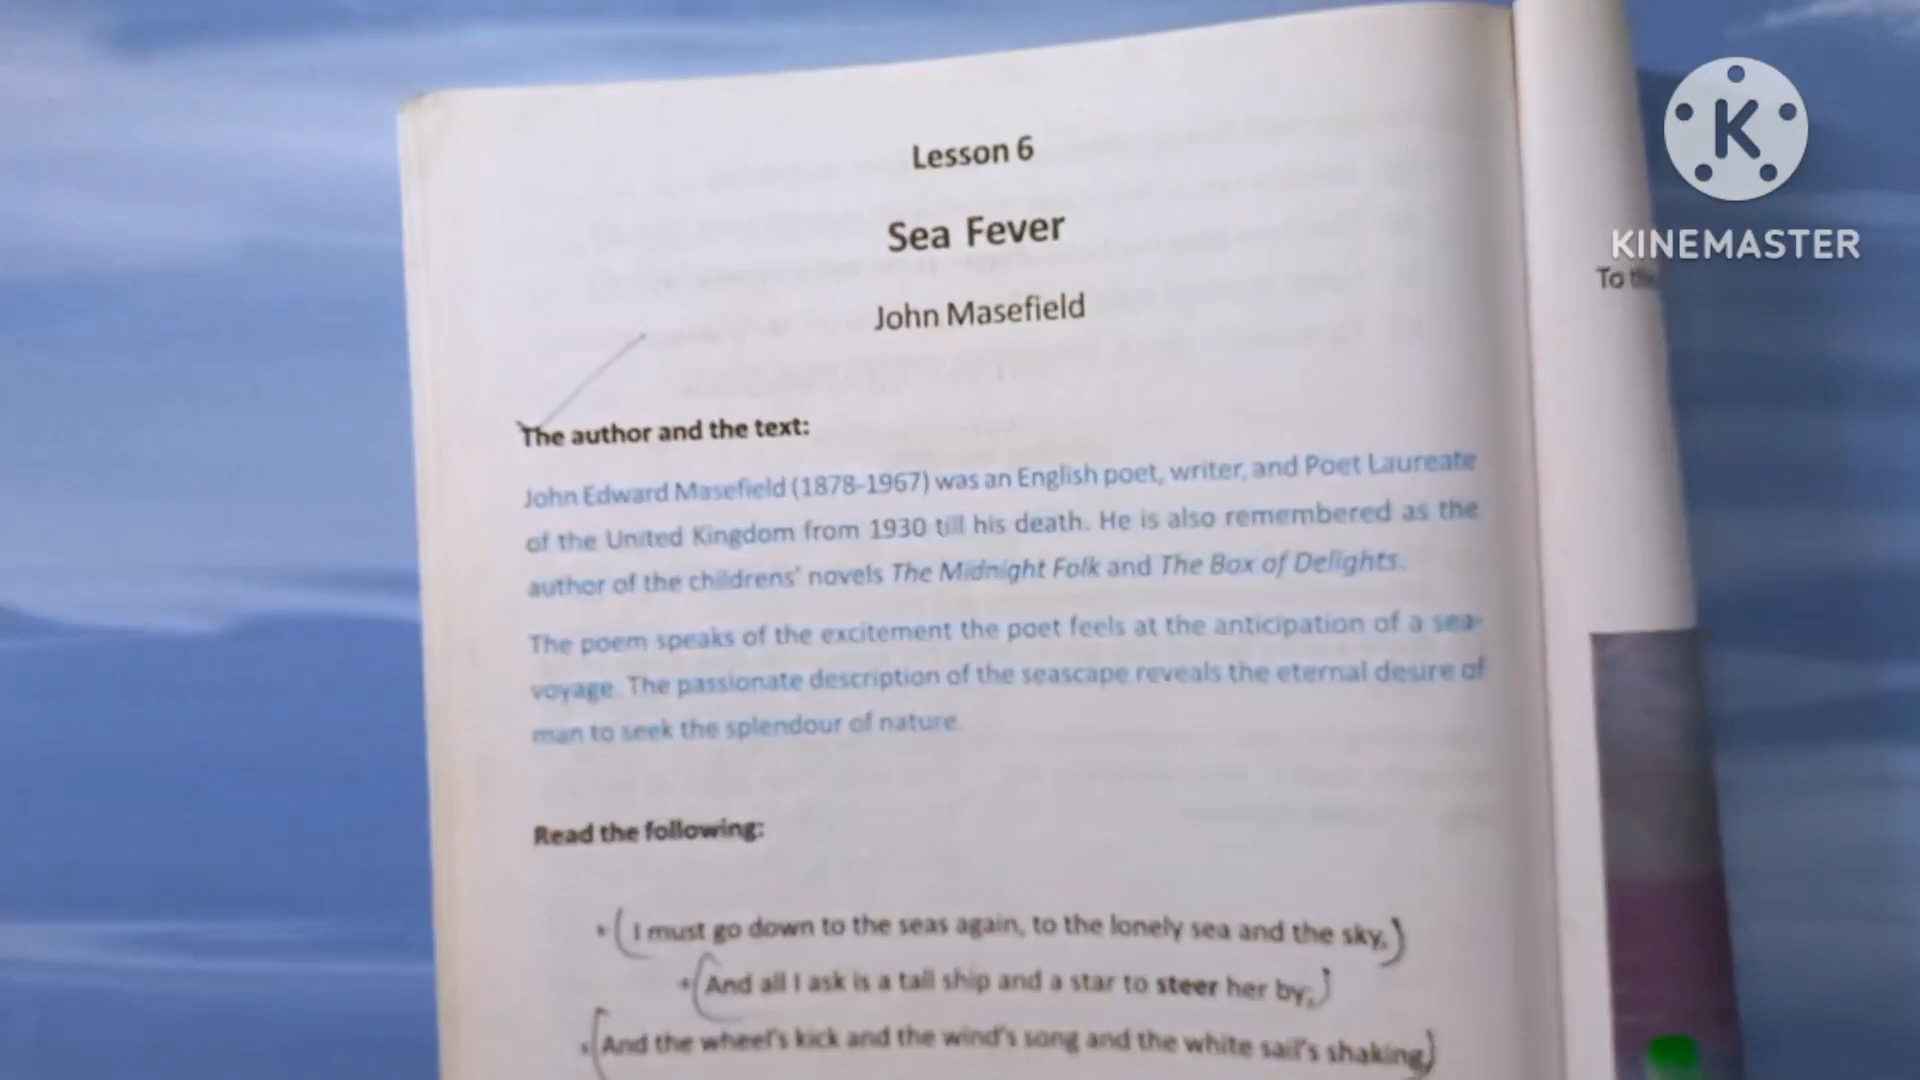 Lesson 6
Sea Fever
John Masefield
The author and the text:
John Edward Masefield (1878-1967) was an English poet, writer, and Poet Laureate
of the United Kingdom from 1930 till his death. He is also remembered as the
author of the childrens' novels The Midnight Folk and The Box of Delights.
The poem speaks of the excitement the poet feels at the anticipation of a sea-
voyage. The passionate description of the seascape reveals the eternal desire of
man to seek the splendour of nature.
Read the following:
(I must go down to the seas again, to the lonely sea and the sky,)
(And all I ask is a tall ship and a star to steer her by;)
(And the wheel's kick and the wind's song and the white sail's shaking)
K
KINEMASTER
To